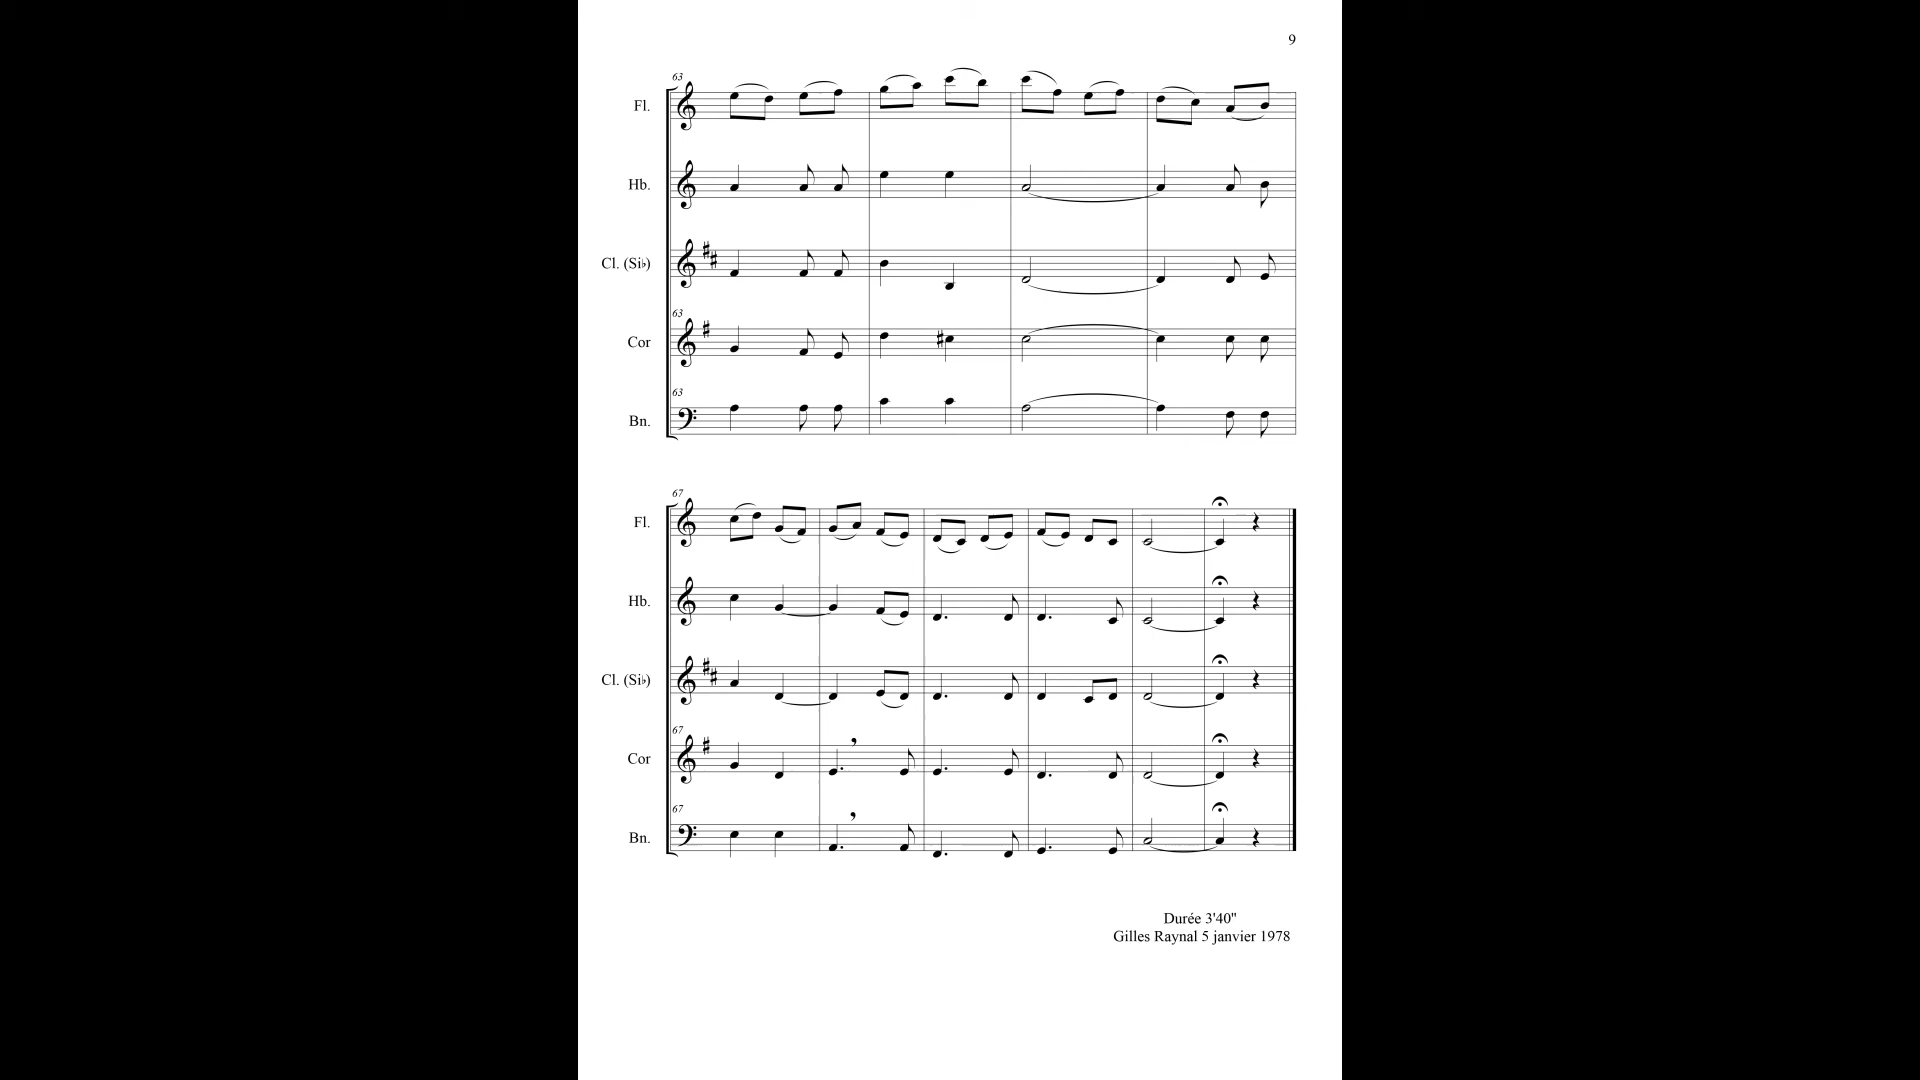 9
63
Fl.
Hb.
Cl. (Si♭)
63
Cor
63
Bn.
67
Fl.
Hb.
Cl. (Si♭)
67
Cor
67
Bn.
Durée 3'40"
Gilles Raynal 5 janvier 1978